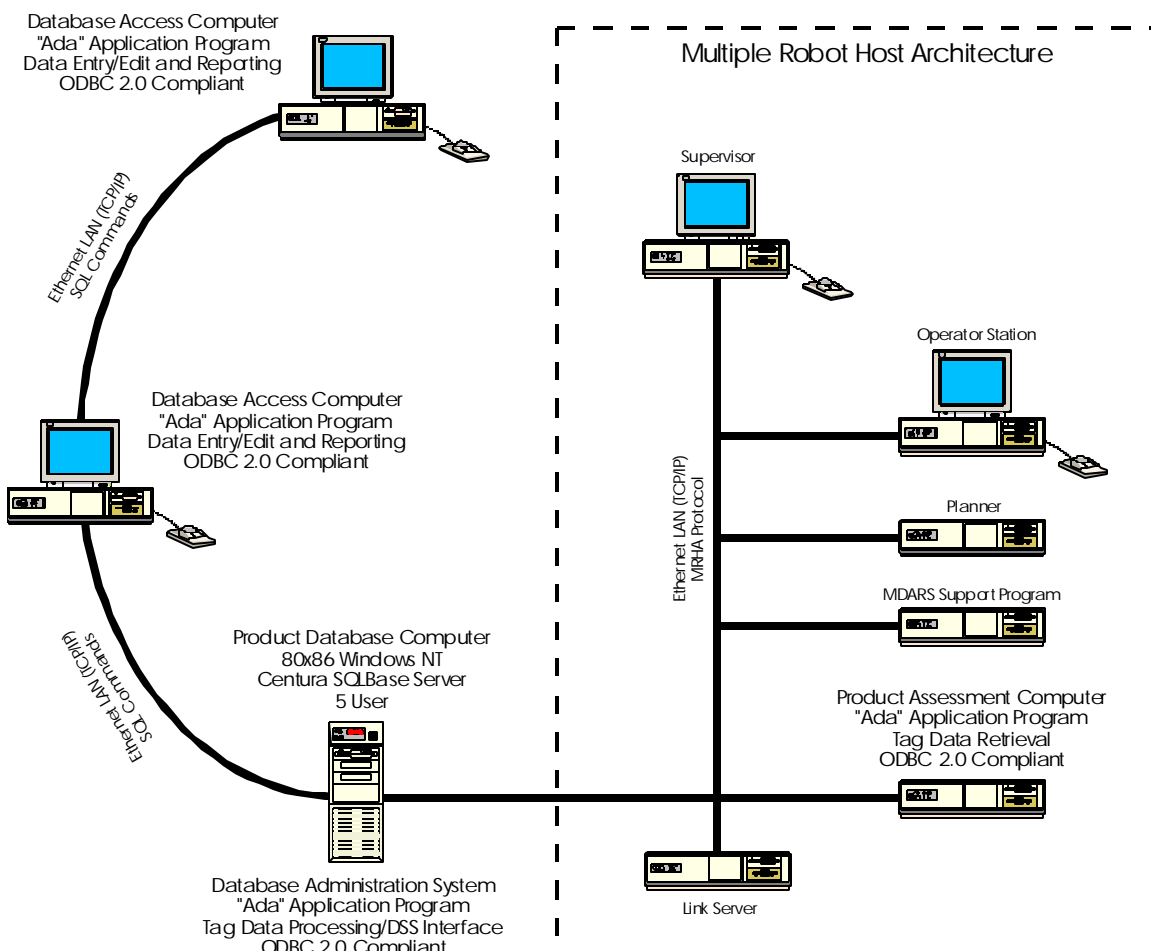 Database Access Computer
"Ada" Application Program
Data Entry/Edit and Reporting
ODBC 2.0 Compliant
Multiple Robot Host Architecture
Supervisor
Ethernet LAN (TCP/IP)
SQL Commands
Operator Station
Database Access Computer
"Ada" Application Program
Data Entry/Edit and Reporting
ODBC 2.0 Compliant
Ethernet LAN (TCP/IP)
MRHA Protocol
Planner
MDARS Support Program
Ethernet LAN (TCP/IP)
SQL Commands
Product Database Computer
80x86 Windows NT
Centura SQLBase Server
5 User
Product Assessment Computer
"Ada" Application Program
Tag Data Retrieval
ODBC 2.0 Compliant
Link Server
Database Administration System
"Ada" Application Program
Tag Data Processing/DSS Interface
ODBC 2.0 Compliant